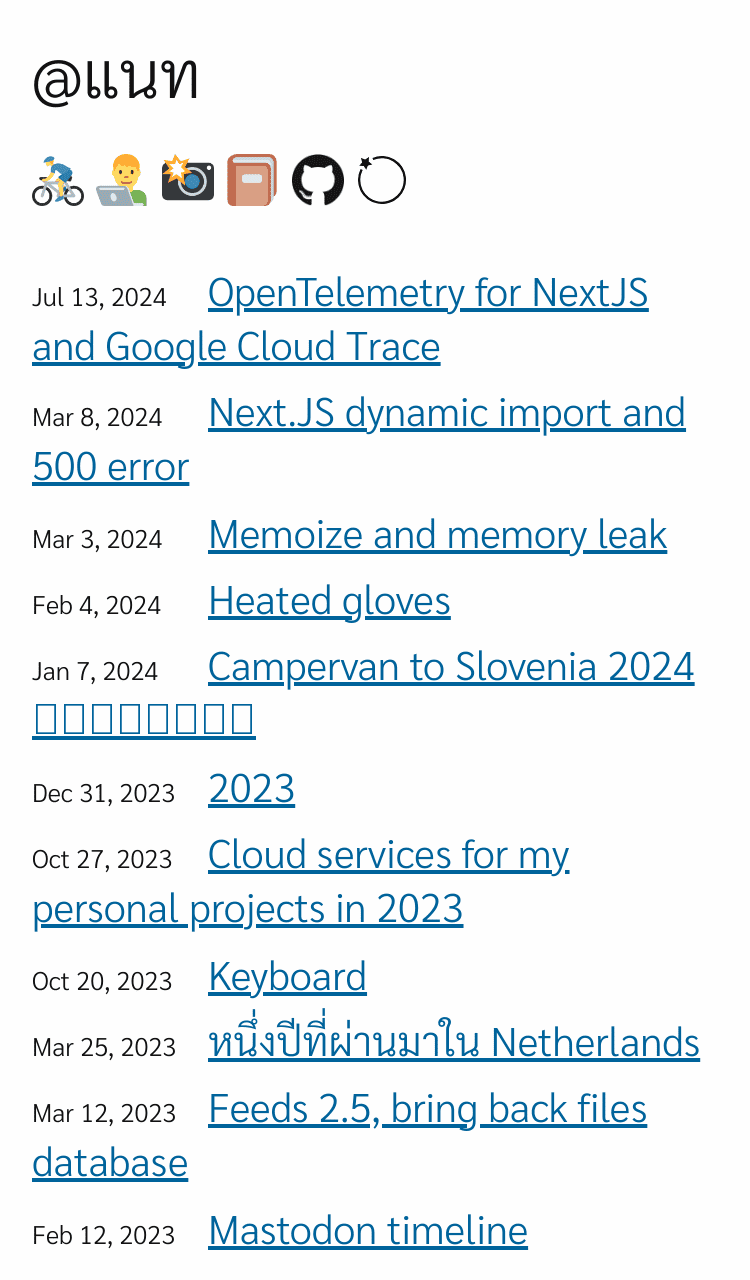 @แนท
Jul 13, 2024 OpenTelemetry for NextJS
and Google Cloud Trace
Mar 8, 2024 Next.JS dynamic import and
500 error
Mar 3, 2024 Memoize and memory leak
Feb 4, 2024 Heated gloves
Jan 7, 2024 Campervan to Slovenia 2024
Dec 31, 2023 2023
Oct 27, 2023 Cloud services for my
personal projects in 2023
Oct 20, 2023 Keyboard
Mar 25, 2023 หนึ่งปีที่ผ่านมาใน Netherlands
Mar 12, 2023 Feeds 2.5, bring back files
database
Feb 12, 2023 Mastodon timeline